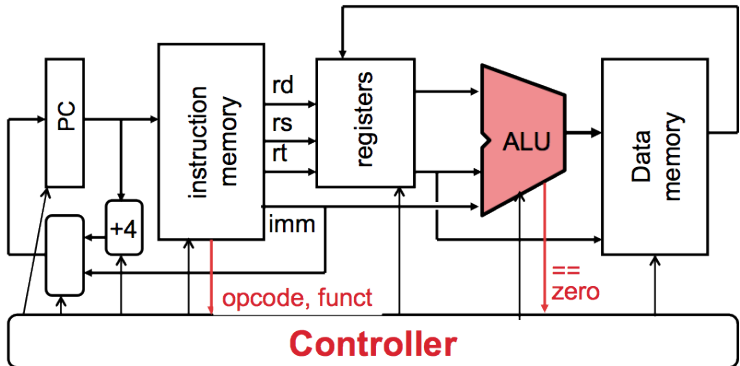 PC
+4
instruction
memory
rd
rs
rt
imm
registers
ALU
Data
memory
opcode, funct
==
zero
Controller